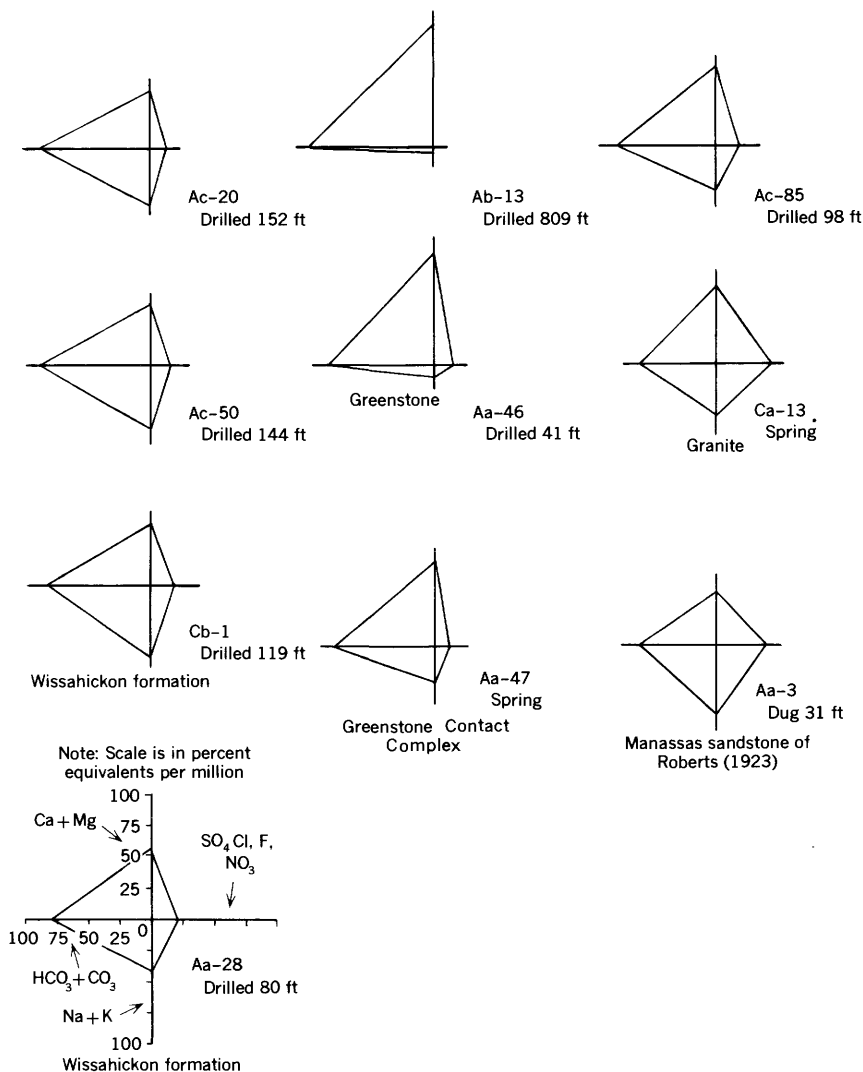 Ac-20
Drilled 152 ft
Ab-13
Drilled 809 ft
Ac-85
Drilled 98 ft
Ac-50
Drilled 144 ft
Greenstone
Aa-46
Drilled 41 ft
Ca-13
Spring
Granite
Cb-1
Drilled 119 ft
Wissahickon formation
Aa-47
Spring
Greenstone Contact
Complex
Aa-3
Dug 31 ft
Manassas sandstone of
Roberts (1923)
Note: Scale is in percent
equivalents per million
100
Ca+Mg
75
50
25
SO4 Cl, F,
NO3
0
100 75 50 25
HCO3+CO3
Aa-28
Drilled 80 ft
Na+K
100
Wissahickon formation